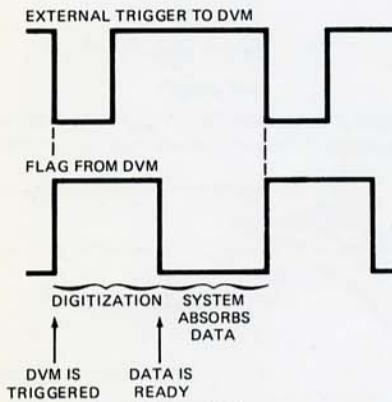 EXTERNAL TRIGGER TO DVM
FLAG FROM DVM
DIGITIZATION
SYSTEM
ABSORBS
DATA
DVM IS
TRIGGERED
DATA IS
READY